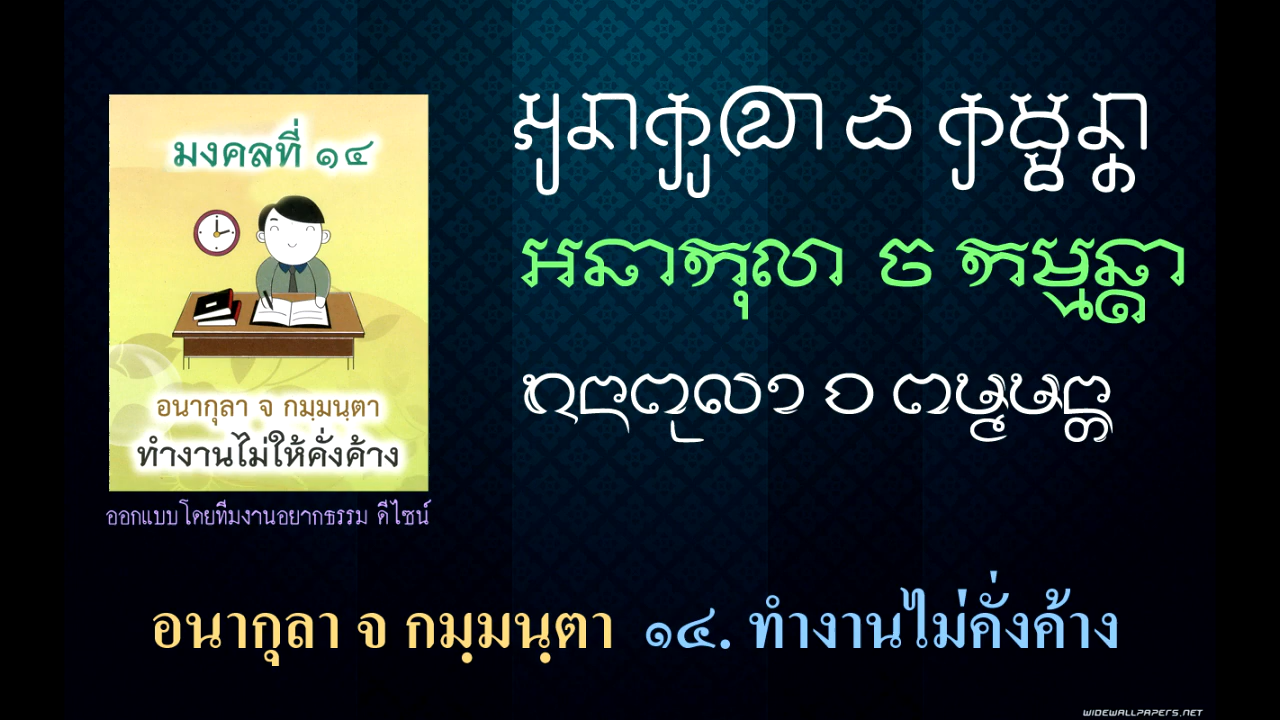 มงคลที่ ๑๔
อนากุลา จ กมฺมนฺตา
ทำงานไม่ให้คั่งค้าง
ออกแบบโดยทีมงานอยากธรรม ดีไซน์
អនាកុលា ច កម្មន្តា
ᩋᨶᩣᨠᩩᩃᩣ ᨧ ᨠᨾ᩠ᨾᨶ᩠ᨲᩣ
อนากุลา จ กมฺมนฺตา ๑๔. ทำงานไม่คั่งค้าง
WIDEWALLPAPERS.NET